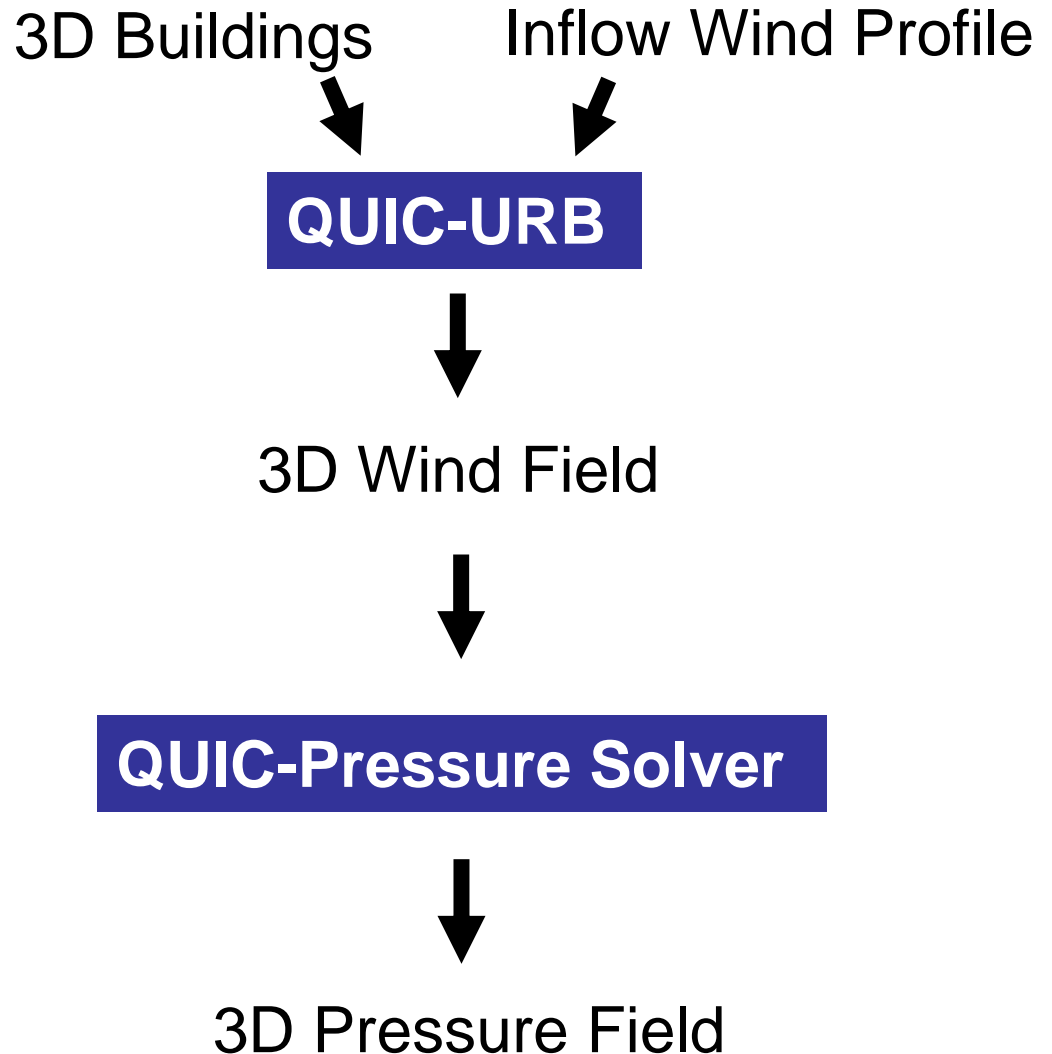 3D Buildings
Inflow Wind Profile
QUIC-URB
3D Wind Field
QUIC-Pressure Solver
3D Pressure Field